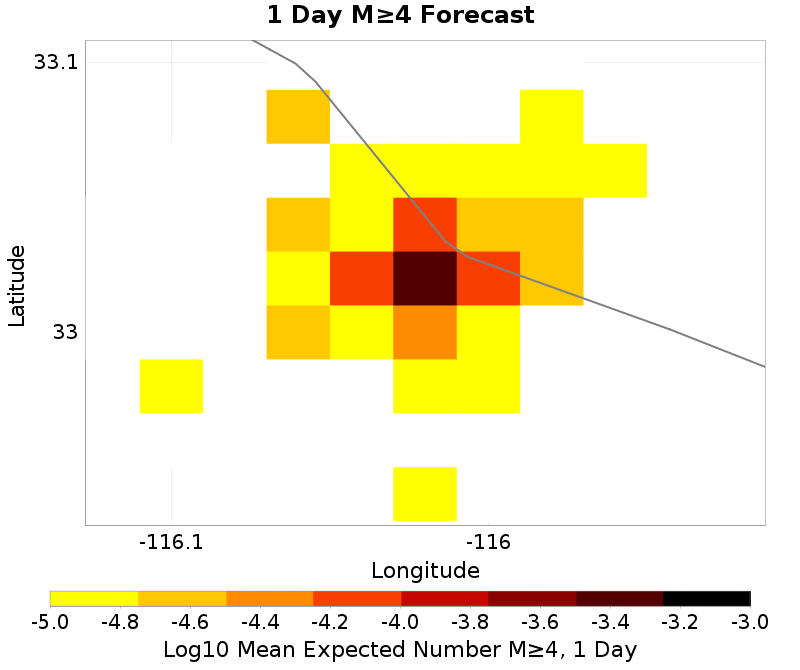 1 Day M≥4 Forecast
33.1
33
Latitude
-116.1 -116
Longitude
-5.0 -4.8 -4.6 -4.4 -4.2 -4.0 -3.8 -3.6 -3.4 -3.2 -3.0
Log10 Mean Expected Number M≥4, 1 Day